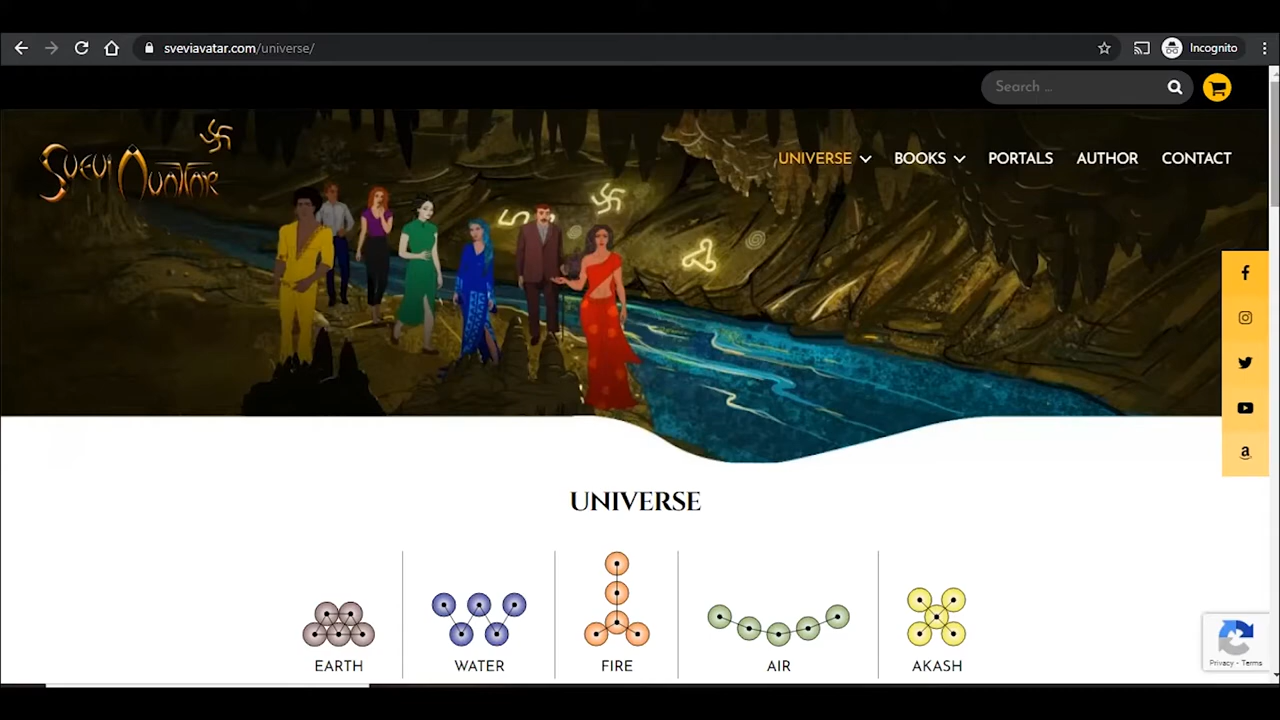 sveviavatar.com/universe/
Incognito
Search ...
Svevi Avatar
UNIVERSE
BOOKS
PORTALS
AUTHOR
CONTACT
UNIVERSE
EARTH
WATER
FIRE
AIR
AKASH
Privacy - Terms